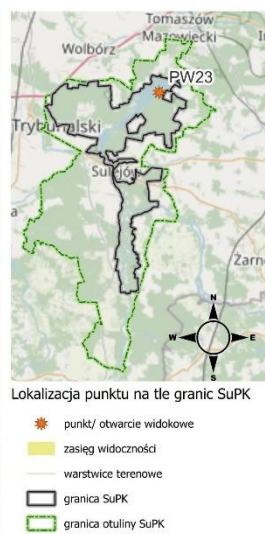 Tomaszów
Mazowiecki
Wolbórz
PW23
Trybunalski
Sulejów
Żarn
N
W
E
S
Lokalizacja punktu na tle granic SuPK
punkt/ otwarcie widokowe
zasięg widoczności
warstwice terenowe
granica SuPK
granica otuliny SuPK